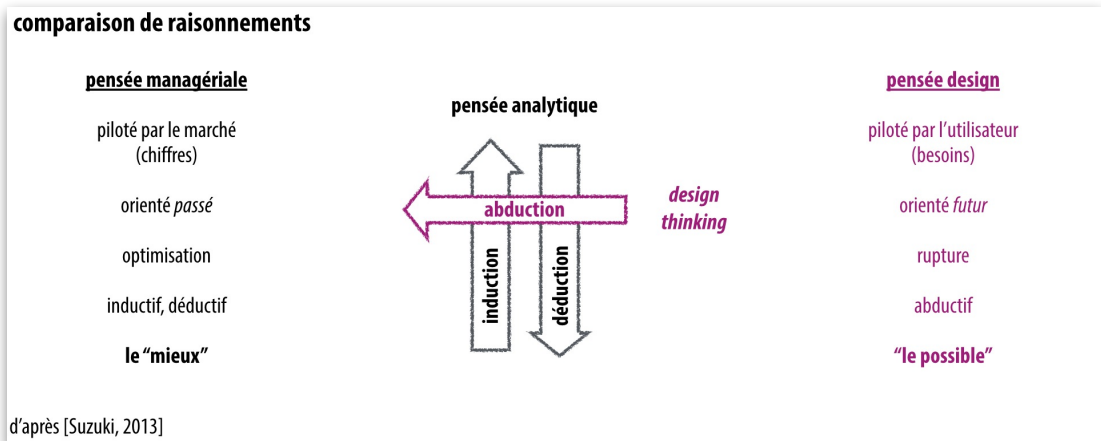 comparaison de raisonnements
pensée managériale
piloté par le marché
(chiffres)
orienté passé
optimisation
inductif, déductif
le “mieux”
pensée analytique
abduction
induction
déduction
design
thinking
pensée design
piloté par l’utilisateur
(besoins)
orienté futur
rupture
abductif
“le possible”
d’après [Suzuki, 2013]